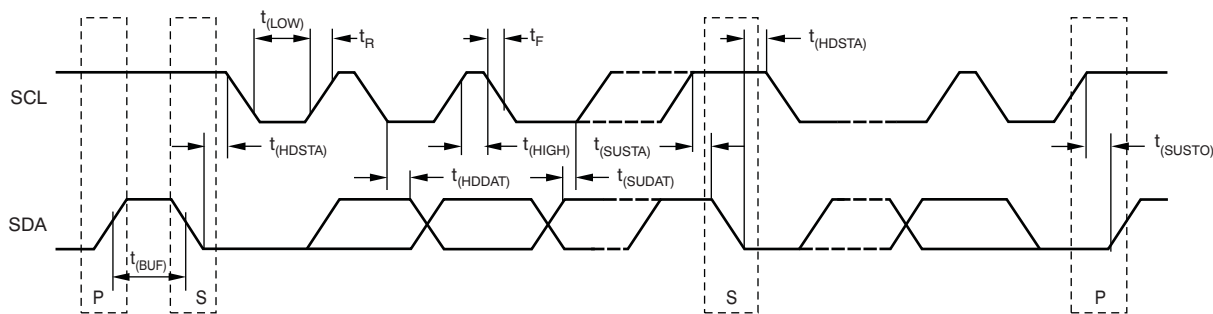 t(LOW)
tR
tF
t(HDSTA)
SCL
t(HDSTA)
t(HIGH)
t(SUSTA)
t(SUSTO)
t(HDDAT)
t(SUDAT)
SDA
t(BUF)
P
S
S
P